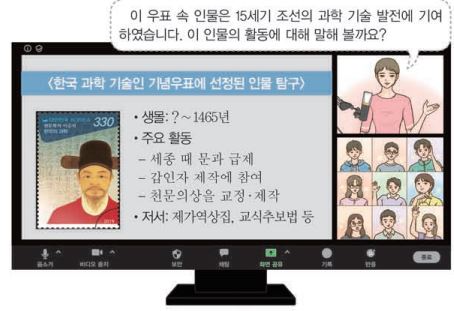 이 우표 속 인물은 15세기 조선의 과학 기술 발전에 기여
하였습니다. 이 인물의 활동에 대해 말해 볼까요?
<한국 과학 기술인 기념우표에 선정된 인물 탐구>
330
• 생몰: ?~1465년
• 주요 활동
- 세종 때 문과 급제
- 갑인자 제작에 참여
- 천문의상을 교정·제작
• 저서: 제가역상집, 교식추보법 등
음소거
비디오 중지
보안
채팅
화면 공유
기록
반응
종료